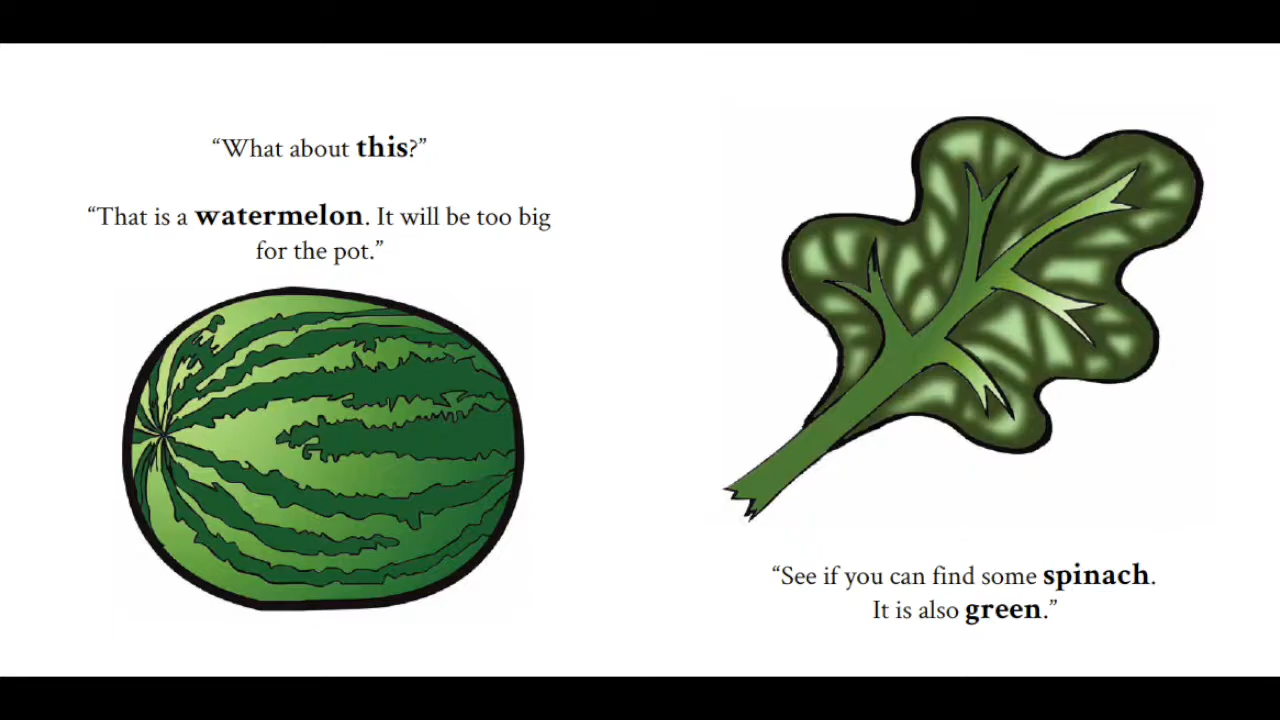 “What about this?”
“That is a watermelon. It will be too big
for the pot.”
“See if you can find some spinach.
It is also green.”